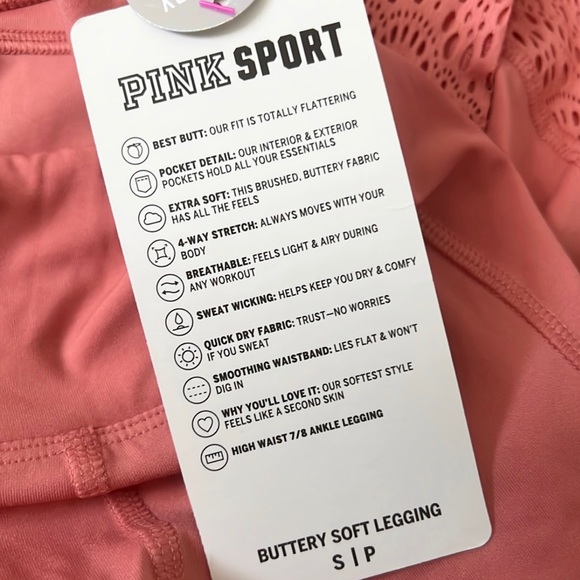 PINK SPORT
BEST BUTT: OUR FIT IS TOTALLY FLATTERING
POCKET DETAIL: OUR INTERIOR & EXTERIOR
POCKETS HOLD ALL YOUR ESSENTIALS
EXTRA SOFT: THIS BRUSHED, BUTTERY FABRIC
HAS ALL THE FEELS
4-WAY STRETCH: ALWAYS MOVES WITH YOUR
BODY
BREATHABLE: FEELS LIGHT & AIRY DURING
ANY WORKOUT
SWEAT WICKING: HELPS KEEP YOU DRY & COMFY
QUICK DRY FABRIC: TRUST—NO WORRIES
IF YOU SWEAT
SMOOTHING WAISTBAND: LIES FLAT & WON'T
DIG IN
WHY YOU'LL LOVE IT: OUR SOFTEST STYLE
FEELS LIKE A SECOND SKIN
HIGH WAIST 7/8 ANKLE LEGGING
BUTTERY SOFT LEGGING
S | P